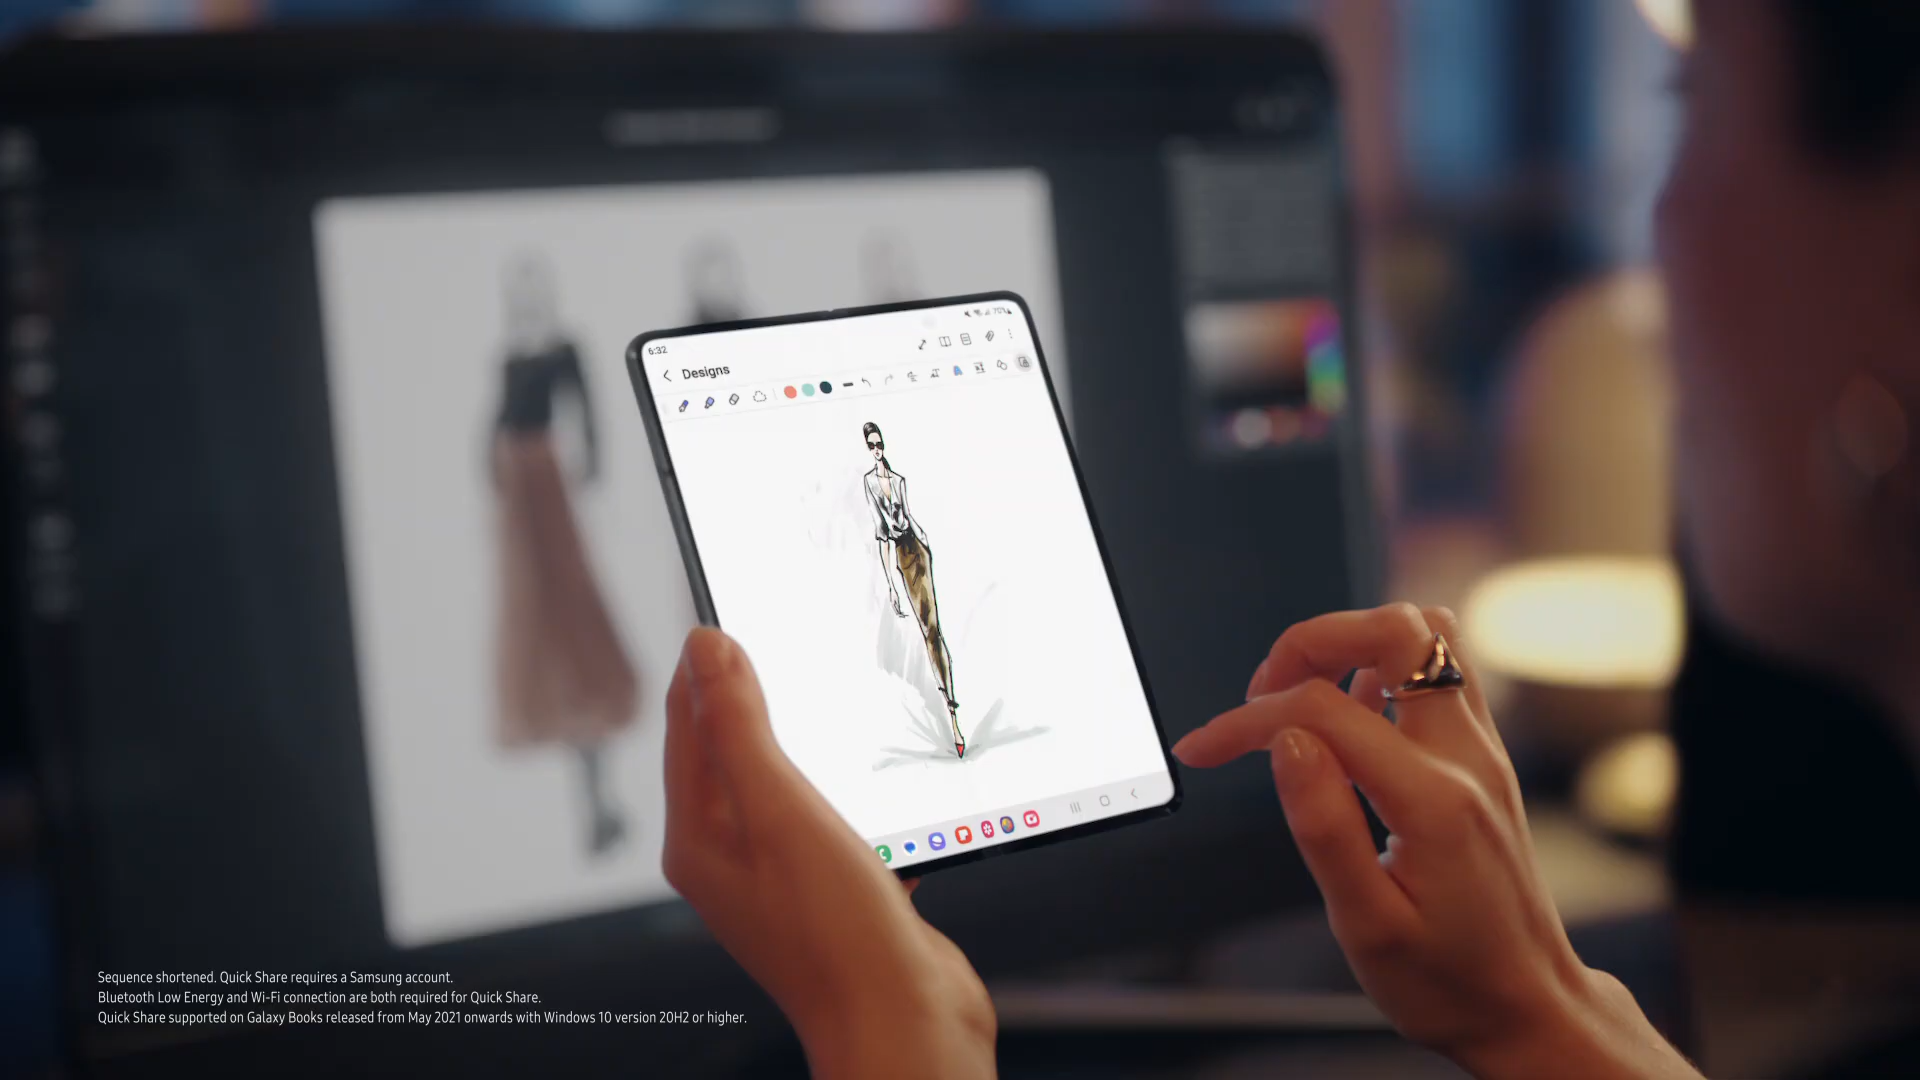 6:32
70%
Designs
Sequence shortened. Quick Share requires a Samsung account.
Bluetooth Low Energy and Wi-Fi connection are both required for Quick Share.
Quick Share supported on Galaxy Books released from May 2021 onwards with Windows 10 version 20H2 or higher.